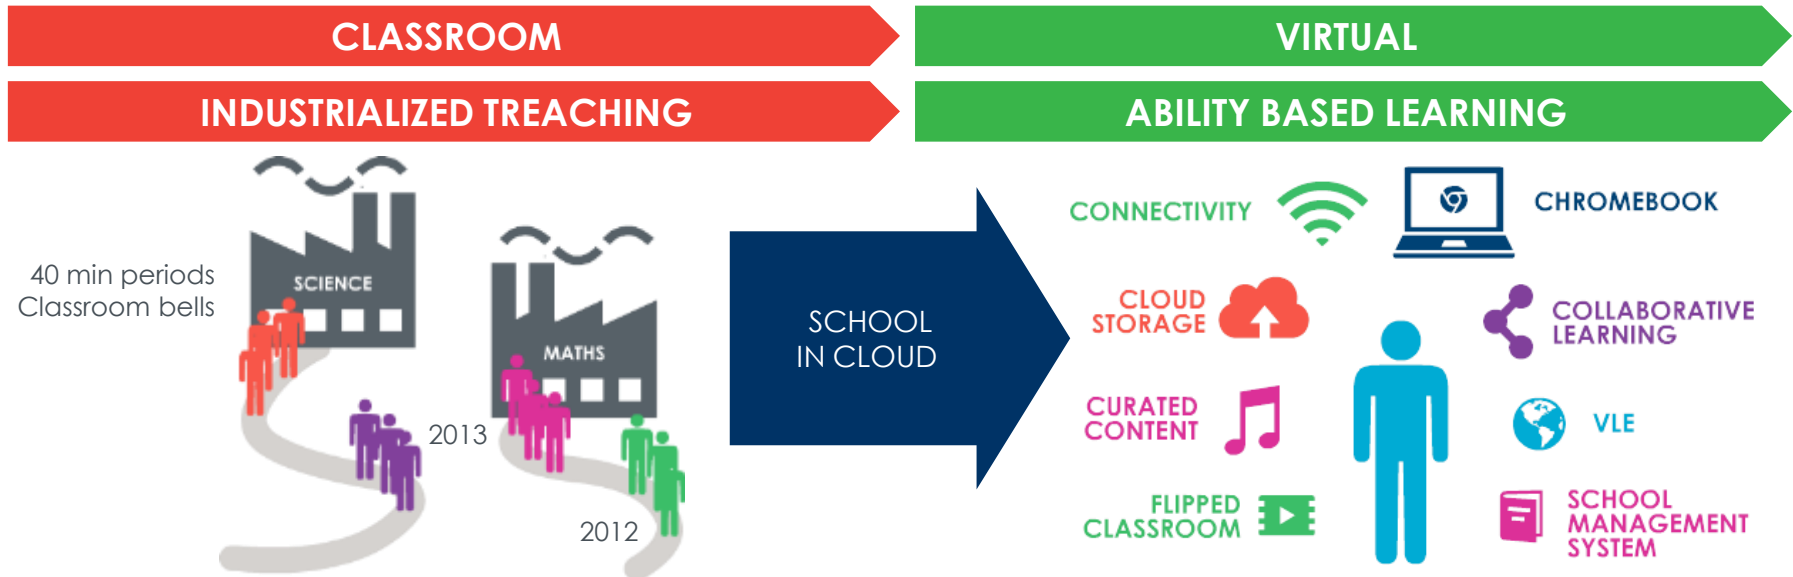 CLASSROOM
VIRTUAL
INDUSTRIALIZED TREACHING
ABILITY BASED LEARNING
40 min periods
Classroom bells
SCIENCE
MATHS
2013
2012
SCHOOL
IN CLOUD
CONNECTIVITY
CHROMEBOOK
CLOUD
STORAGE
COLLABORATIVE
LEARNING
CURATED
CONTENT
VLE
FLIPPED
CLASSROOM
SCHOOL
MANAGEMENT
SYSTEM